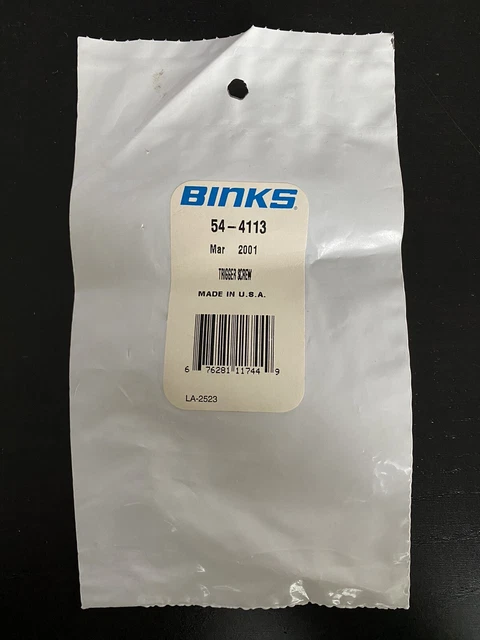 BINKS®
54-4113
Mar 2001
TRIGGER SCREW
MADE IN U.S.A.
6 76281 11744 9
LA-2523